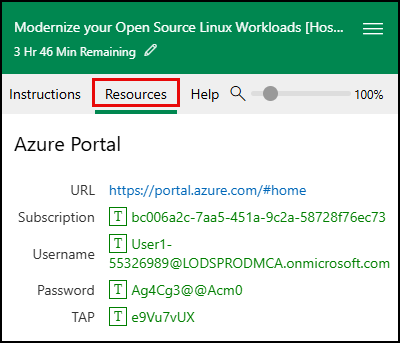 Modernize your Open Source Linux Workloads [Hos...
3 Hr 46 Min Remaining
Instructions Resources Help 100%
Azure Portal
URL https://portal.azure.com/#home
Subscription T bc006a2c-7aa5-451a-9c2a-58728f76ec73
Username T User1-
55326989@LODSPRODMCA.onmicrosoft.com
Password T Ag4Cg3@@Acm0
TAP T e9Vu7vUX